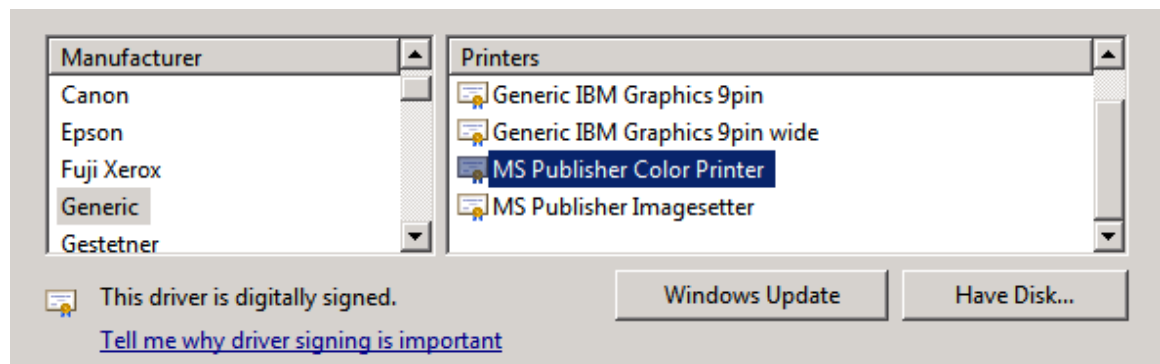 Manufacturer
Canon
Epson
Fuji Xerox
Generic
Gestetner
Printers
Generic IBM Graphics 9pin
Generic IBM Graphics 9pin wide
MS Publisher Color Printer
MS Publisher Imagesetter
This driver is digitally signed.
Tell me why driver signing is important
Windows Update
Have Disk...